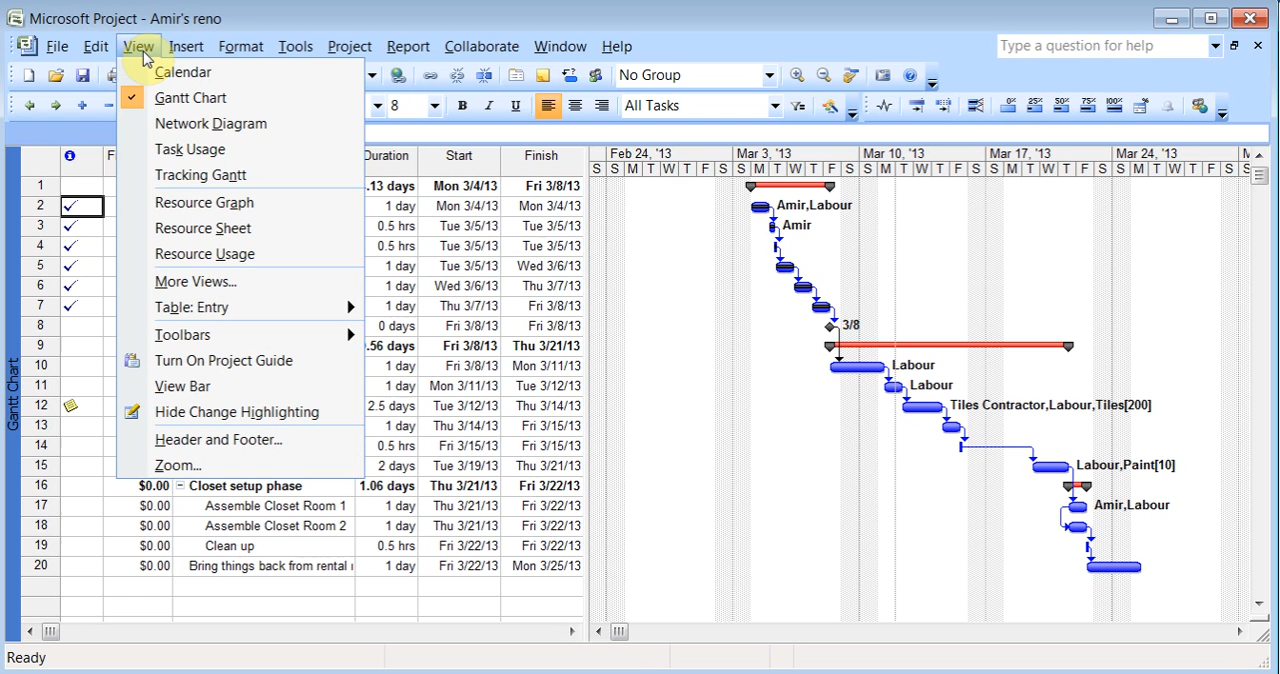 Microsoft Project - Amir's reno
File Edit View Insert Format Tools Project Report Collaborate Window Help
Type a question for help
No Group
8 B I U All Tasks 0% 25% 50% 75% 100%
Calendar
Gantt Chart
Network Diagram
Task Usage
Tracking Gantt
Resource Graph
Resource Sheet
Resource Usage
More Views...
Table: Entry
Toolbars
Turn On Project Guide
View Bar
Hide Change Highlighting
Header and Footer...
Zoom...
Gantt Chart
F Duration Start Finish
1 .13 days Mon 3/4/13 Fri 3/8/13
2 1 day Mon 3/4/13 Mon 3/4/13
3 0.5 hrs Tue 3/5/13 Tue 3/5/13
4 0.5 hrs Tue 3/5/13 Tue 3/5/13
5 1 day Tue 3/5/13 Wed 3/6/13
6 1 day Wed 3/6/13 Thu 3/7/13
7 1 day Thu 3/7/13 Fri 3/8/13
8 0 days Fri 3/8/13 Fri 3/8/13
9 .56 days Fri 3/8/13 Thu 3/21/13
10 1 day Fri 3/8/13 Mon 3/11/13
11 1 day Mon 3/11/13 Tue 3/12/13
12 2.5 days Tue 3/12/13 Thu 3/14/13
13 1 day Thu 3/14/13 Fri 3/15/13
14 0.5 hrs Fri 3/15/13 Fri 3/15/13
15 2 days Tue 3/19/13 Thu 3/21/13
16 $0.00 Closet setup phase 1.06 days Thu 3/21/13 Fri 3/22/13
17 $0.00 Assemble Closet Room 1 1 day Thu 3/21/13 Fri 3/22/13
18 $0.00 Assemble Closet Room 2 1 day Thu 3/21/13 Fri 3/22/13
19 $0.00 Clean up 0.5 hrs Fri 3/22/13 Fri 3/22/13
20 $0.00 Bring things back from rental 1 day Fri 3/22/13 Mon 3/25/13
Feb 24, '13 Mar 3, '13 Mar 10, '13 Mar 17, '13 Mar 24, '13 M
S S M T W T F S S M T W T F S S M T W T F S S M T W T F S S M T W T F S S
Amir,Labour
Amir
3/8
Labour
Labour
Tiles Contractor,Labour,Tiles[200]
Labour,Paint[10]
Amir,Labour
Ready